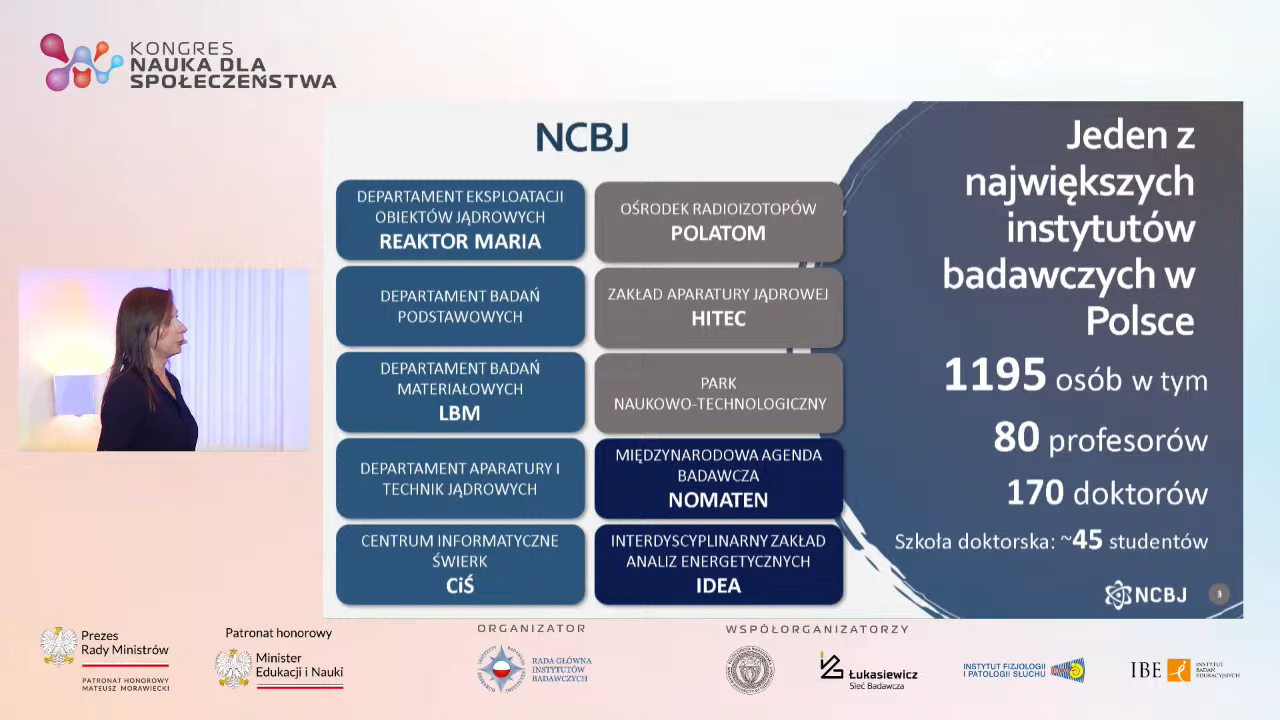 KONGRES
NAUKA DLA
SPOŁECZEŃSTWA
NCBJ
DEPARTAMENT EKSPLOATACJI
OBIEKTÓW JĄDROWYCH
REAKTOR MARIA
DEPARTAMENT BADAŃ
PODSTAWOWYCH
DEPARTAMENT BADAŃ
MATERIAŁOWYCH
LBM
DEPARTAMENT APARATURY I
TECHNIK JĄDROWYCH
CENTRUM INFORMATYCZNE
ŚWIERK
CiŚ
OŚRODEK RADIOIZOTOPÓW
POLATOM
ZAKŁAD APARATURY JĄDROWEJ
HITEC
PARK
NAUKOWO-TECHNOLOGICZNY
MIĘDZYNARODOWA AGENDA
BADAWCZA
NOMATEN
INTERDYSCYPLINARNY ZAKŁAD
ANALIZ ENERGETYCZNYCH
IDEA
Jeden z
największych
instytutów
badawczych w
Polsce
1195 osób w tym
80 profesorów
170 doktorów
Szkoła doktorska: ~45 studentów
NCBJ
3
Prezes
Rady Ministrów
PATRONAT HONOROWY
MATEUSZ MORAWIECKI
Patronat honorowy
Minister
Edukacji i Nauki
ORGANIZATOR
RADA GŁÓWNA
INSTYTUTÓW
BADAWCZYCH
WSPÓŁORGANIZATORZY
Łukasiewicz
Sieć Badawcza
INSTYTUT FIZJOLOGII
I PATOLOGII SŁUCHU
IBE
INSTYTUT
BADAŃ
EDUKACYJNYCH